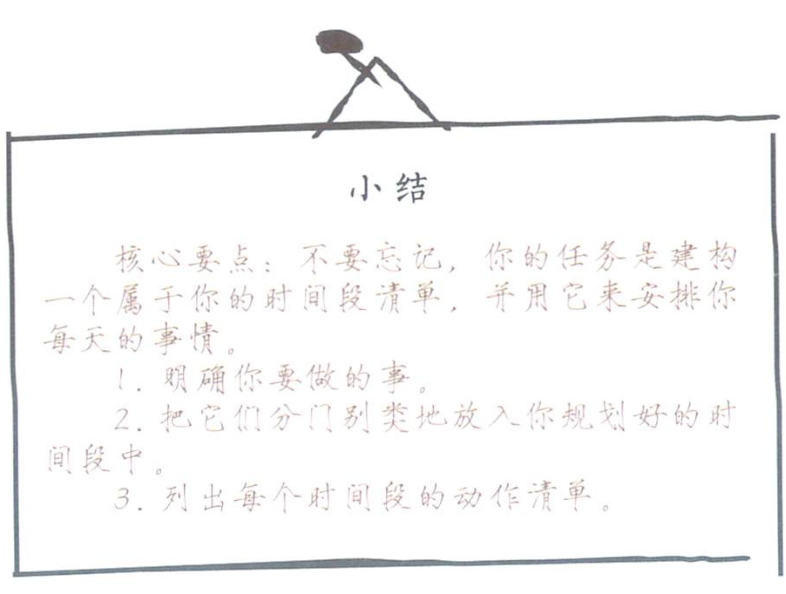 小结
核心要点：不要忘记，你的任务是建构
一个属于你的时间段清单，并用它来安排你
每天的事情。
1．明确你要做的事。
2．把它们分门别类地放入你规划好的时
间段中。
3．列出每个时间段的动作清单。